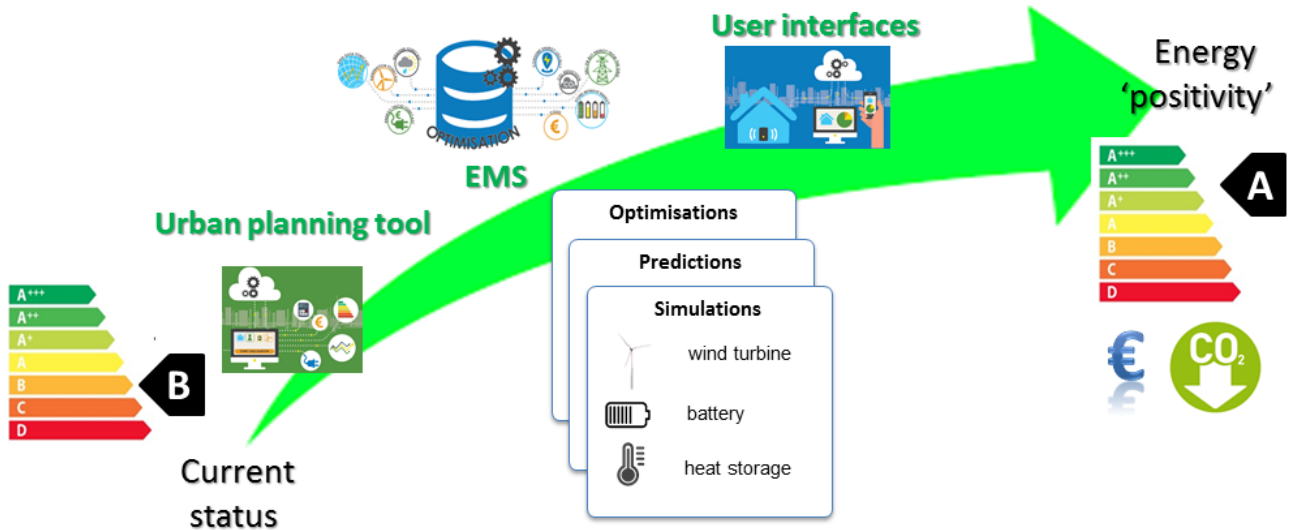 User interfaces
Energy
‘positivity’
OPTIMISATION
€
EMS
A+++
A++
A+
A
B
C
D
A
Urban planning tool
Optimisations
Predictions
Simulations
wind turbine
battery
heat storage
€
A+++
A++
A+
A
B
C
D
B
€
CO2
Current
status